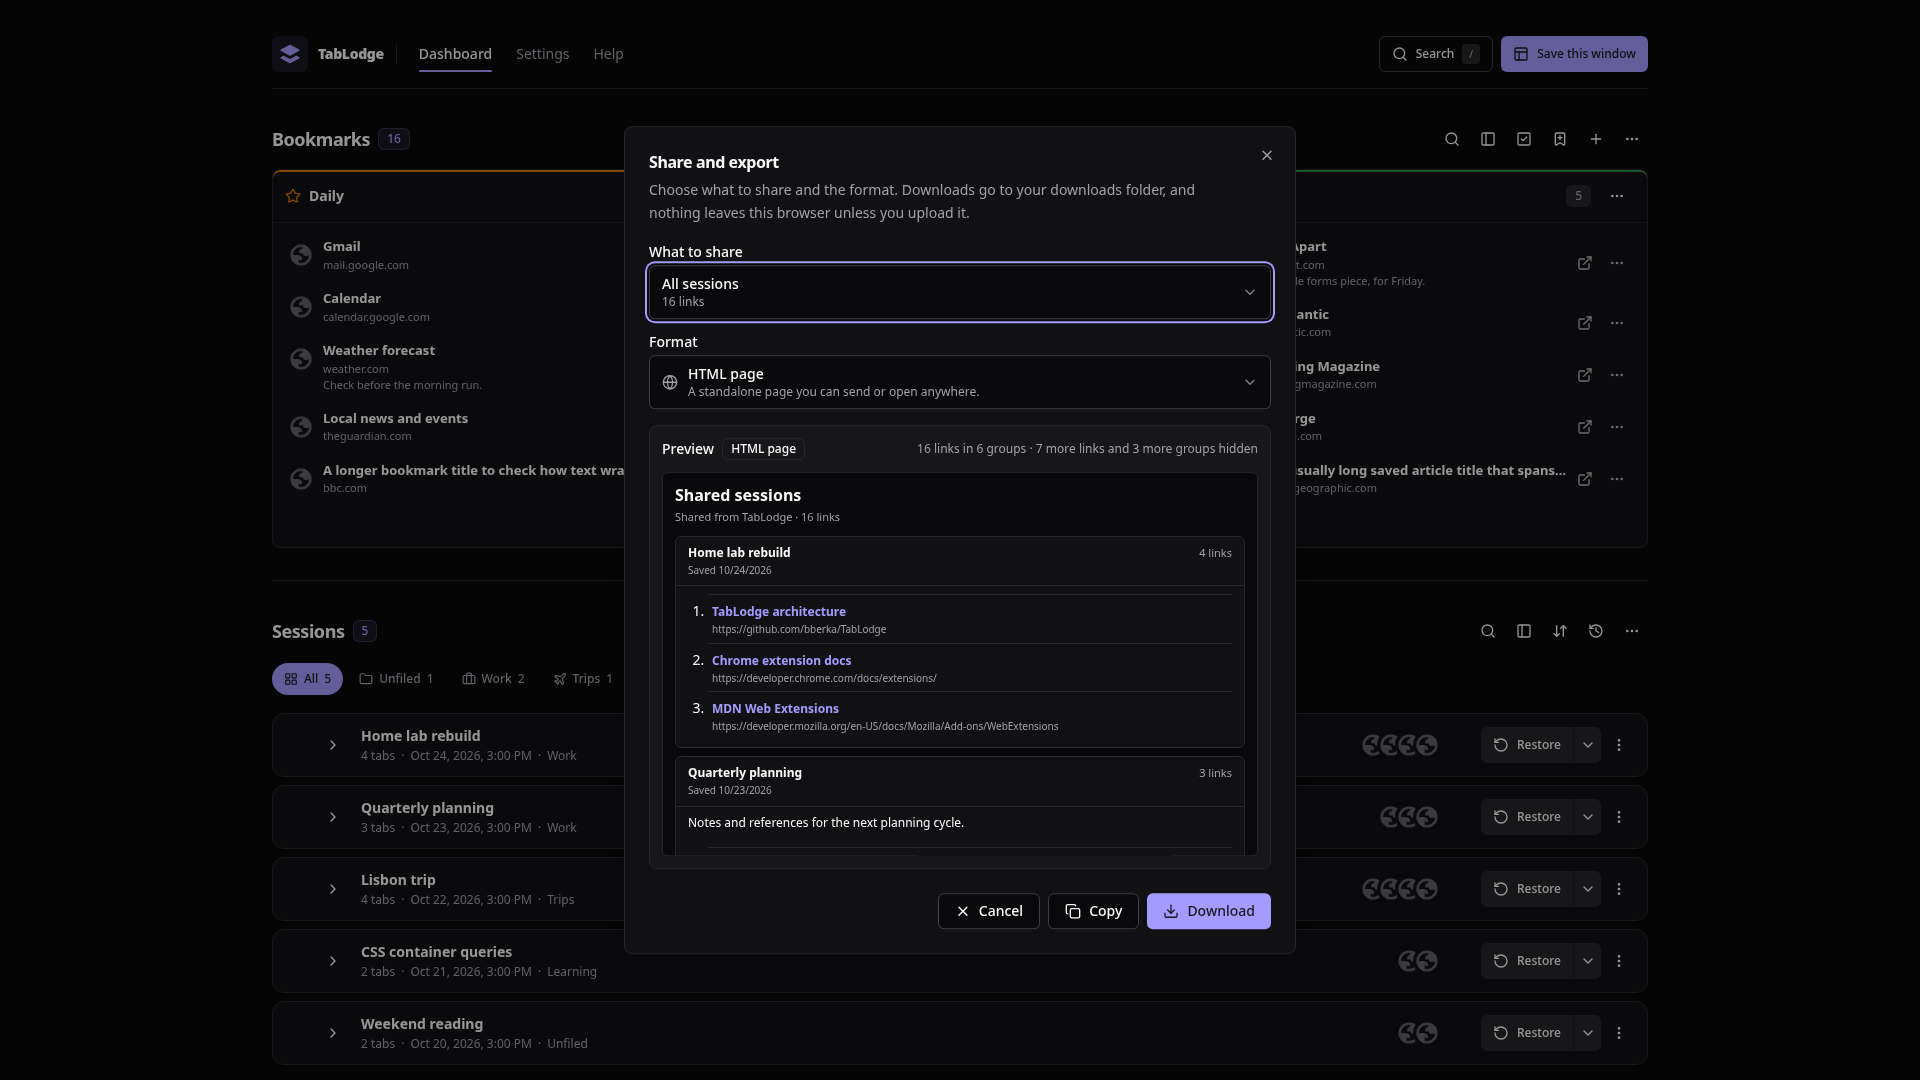 TabLodge
Dashboard
Settings
Help
Search /
Save this window
Bookmarks 16
Daily
Gmail
mail.google.com
Calendar
calendar.google.com
Weather forecast
weather.com
Check before the morning run.
Local news and events
theguardian.com
A longer bookmark title to check how text wra
bbc.com
5
Apart
t.com
le forms piece, for Friday.
antic
tic.com
ing Magazine
gmagazine.com
rge
.com
usually long saved article title that spans...
geographic.com
Share and export
Choose what to share and the format. Downloads go to your downloads folder, and
nothing leaves this browser unless you upload it.
What to share
All sessions
16 links
Format
HTML page
A standalone page you can send or open anywhere.
Preview HTML page 16 links in 6 groups · 7 more links and 3 more groups hidden
Shared sessions
Shared from TabLodge · 16 links
Home lab rebuild 4 links
Saved 10/24/2026
1. TabLodge architecture
https://github.com/bberka/TabLodge
2. Chrome extension docs
https://developer.chrome.com/docs/extensions/
3. MDN Web Extensions
https://developer.mozilla.org/en-US/docs/Mozilla/Add-ons/WebExtensions
Quarterly planning 3 links
Saved 10/23/2026
Notes and references for the next planning cycle.
Cancel
Copy
Download
Sessions 5
All 5
Unfiled 1
Work 2
Trips 1
Home lab rebuild
4 tabs · Oct 24, 2026, 3:00 PM · Work
Restore
Quarterly planning
3 tabs · Oct 23, 2026, 3:00 PM · Work
Restore
Lisbon trip
4 tabs · Oct 22, 2026, 3:00 PM · Trips
Restore
CSS container queries
2 tabs · Oct 21, 2026, 3:00 PM · Learning
Restore
Weekend reading
2 tabs · Oct 20, 2026, 3:00 PM · Unfiled
Restore